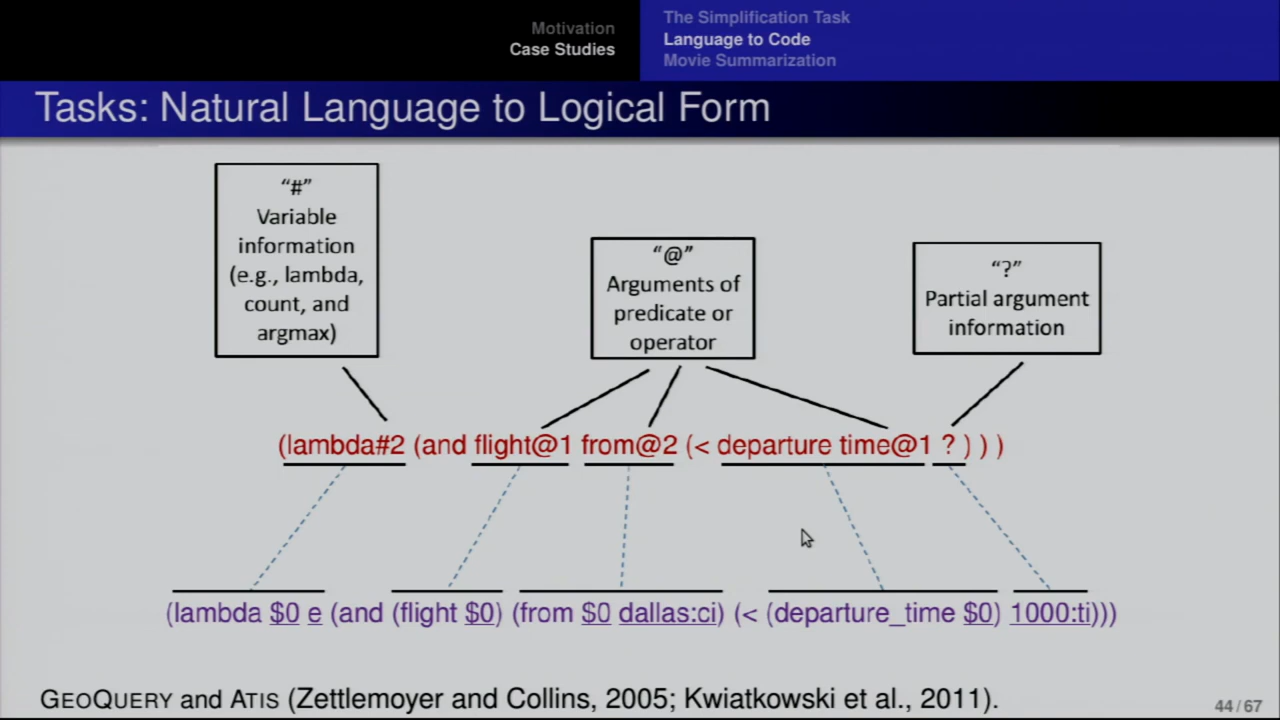 Motivation
Case Studies
The Simplification Task
Language to Code
Movie Summarization
Tasks: Natural Language to Logical Form
“#”
Variable
information
(e.g., lambda,
count, and
argmax)
“@”
Arguments of
predicate or
operator
“?”
Partial argument
information
(lambda#2 (and flight@1 from@2 (< departure time@1 ? ) ) )
(lambda $0 e (and (flight $0) (from $0 dallas:ci) (< (departure_time $0) 1000:ti)))
GEOQUERY and ATIS (Zettlemoyer and Collins, 2005; Kwiatkowski et al., 2011).
44/67